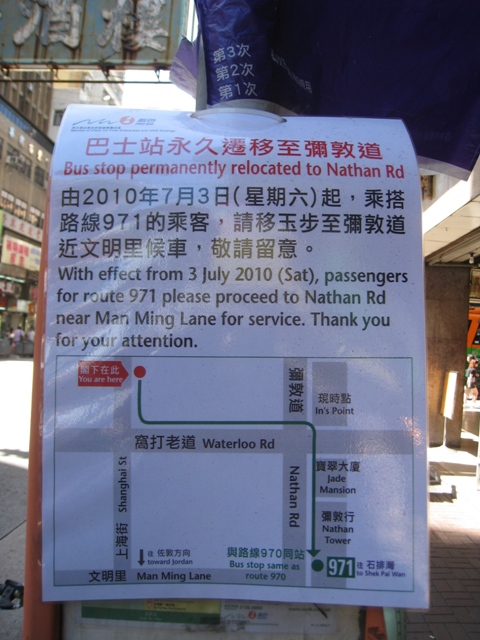 第3次
第2次
第1次
巴士站永久遷移至彌敦道
Bus stop permanently relocated to Nathan Rd
由2010年7月3日(星期六)起，乘搭
路線971的乘客，請移玉步至彌敦道
近文明里候車，敬請留意。
With effect from 3 July 2010 (Sat), passengers
for route 971 please proceed to Nathan Rd
near Man Ming Lane for service. Thank you
for your attention.
閣下在此
You are here
彌敦道
現時點
In's Point
窩打老道 Waterloo Rd
上海街 Shanghai St
Nathan Rd
寶翠大廈
Jade
Mansion
彌敦行
Nathan
Tower
往 佐敦方向
toward Jordan
與路線970同站
Bus stop same as
route 970
971 往 石排灣
to Shek Pai Wan
文明里 Man Ming Lane